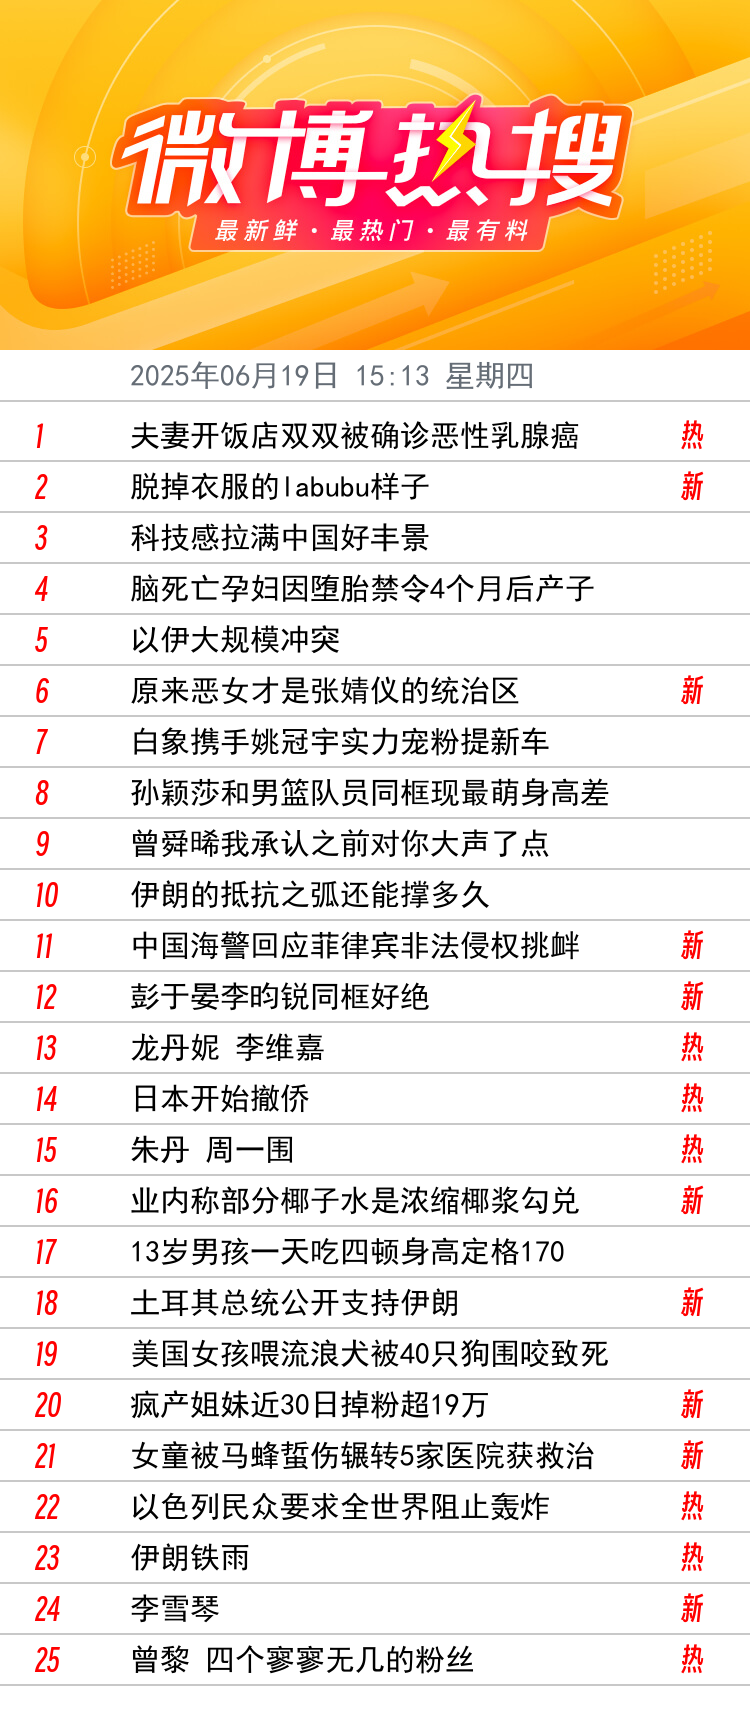 微博热搜
最新鲜·最热门·最有料
2025年06月19日 15:13 星期四
1 夫妻开饭店双双被确诊恶性乳腺癌 热
2 脱掉衣服的labubu样子 新
3 科技感拉满中国好丰景
4 脑死亡孕妇因堕胎禁令4个月后产子
5 以伊大规模冲突
6 原来恶女才是张婧仪的统治区 新
7 白象携手姚冠宇实力宠粉提新车
8 孙颖莎和男篮队员同框现最萌身高差
9 曾舜晞我承认之前对你大声了点
10 伊朗的抵抗之弧还能撑多久
11 中国海警回应菲律宾非法侵权挑衅 新
12 彭于晏李昀锐同框好绝 新
13 龙丹妮 李维嘉 热
14 日本开始撤侨 热
15 朱丹 周一围 热
16 业内称部分椰子水是浓缩椰浆勾兑 新
17 13岁男孩一天吃四顿身高定格170
18 土耳其总统公开支持伊朗 新
19 美国女孩喂流浪犬被40只狗围咬致死
20 疯产姐妹近30日掉粉超19万 新
21 女童被马蜂蜇伤辗转5家医院获救治 新
22 以色列民众要求全世界阻止轰炸 热
23 伊朗铁雨 热
24 李雪琴 新
25 曾黎 四个寥寥无几的粉丝 热